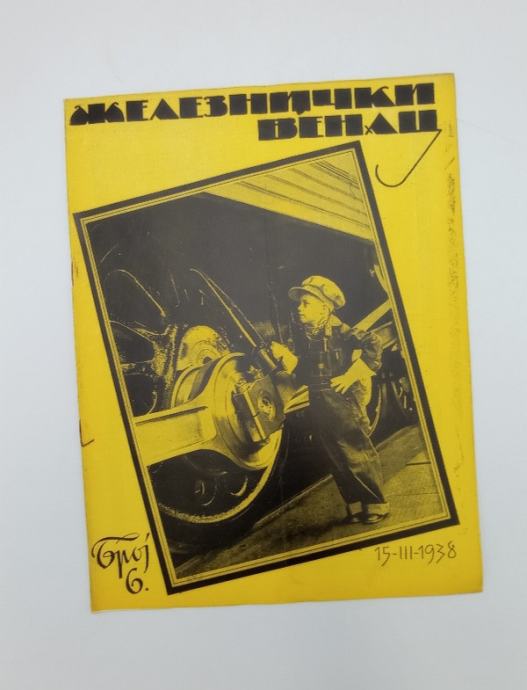 ЖЕЛЕЗНИЧКИ
ВЕНАЦ
Број
6.
15-III-1938